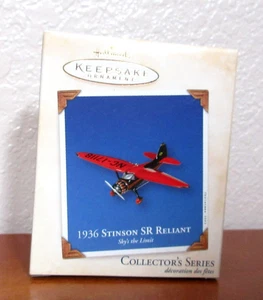 Hallmark
KEEPSAKE
ORNAMENT
1936 STINSON SR RELIANT
Sky's the Limit
COLLECTOR'S SERIES
décoration des fêtes